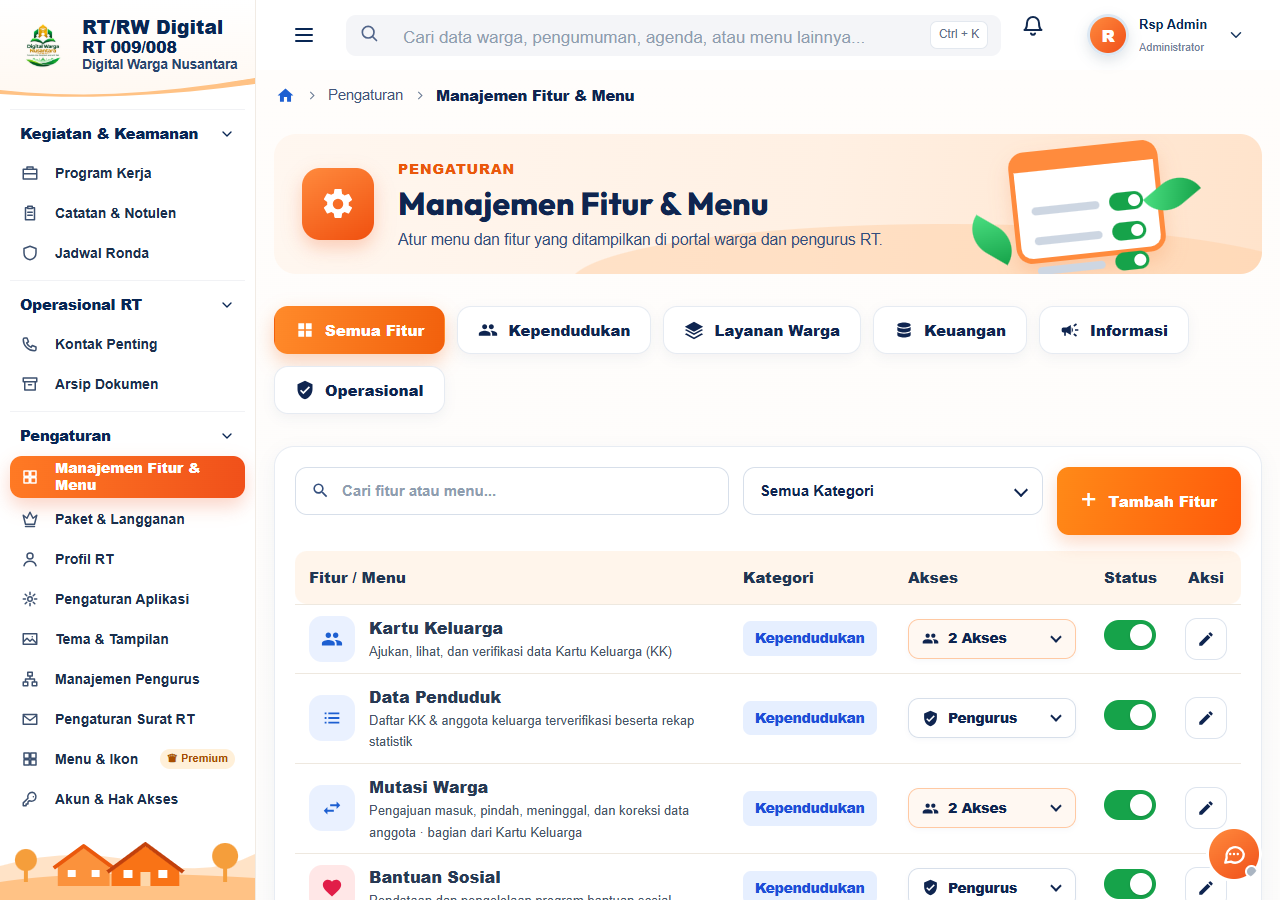 RT/RW Digital
RT 009/008
Digital Warga Nusantara
Kegiatan & Keamanan
Program Kerja
Catatan & Notulen
Jadwal Ronda
Operasional RT
Kontak Penting
Arsip Dokumen
Pengaturan
Manajemen Fitur &
Menu
Paket & Langganan
Profil RT
Pengaturan Aplikasi
Tema & Tampilan
Manajemen Pengurus
Pengaturan Surat RT
Menu & Ikon Premium
Akun & Hak Akses
Cari data warga, pengumuman, agenda, atau menu lainnya... Ctrl + K
R
Rsp Admin
Administrator
Pengaturan Manajemen Fitur & Menu
PENGATURAN
Manajemen Fitur & Menu
Atur menu dan fitur yang ditampilkan di portal warga dan pengurus RT.
Semua Fitur Kependudukan Layanan Warga Keuangan Informasi
Operasional
Cari fitur atau menu... Semua Kategori Tambah Fitur
Fitur / Menu Kategori Akses Status Aksi
Kartu Keluarga
Ajukan, lihat, dan verifikasi data Kartu Keluarga (KK)
Kependudukan 2 Akses
Data Penduduk
Daftar KK & anggota keluarga terverifikasi beserta rekap
statistik
Kependudukan Pengurus
Mutasi Warga
Pengajuan masuk, pindah, meninggal, dan koreksi data
anggota · bagian dari Kartu Keluarga
Kependudukan 2 Akses
Bantuan Sosial
Pendataan dan pengelolaan program bantuan sosial
Kependudukan Pengurus